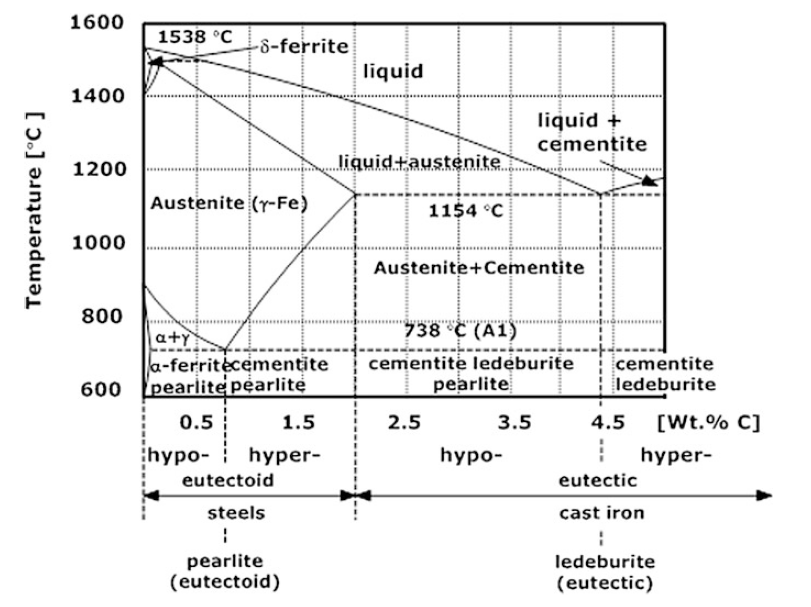 1600
1538 °C
δ-ferrite
liquid
1400
liquid +
cementite
1200
liquid+austenite
Austenite (γ-Fe)
1154 °C
1000
Austenite+Cementite
800
738 °C (A1)
α+γ
α-ferrite cementite
pearlite pearlite
cementite ledeburite
pearlite
cementite
ledeburite
600
Temperature [°C ]
0.5 1.5 2.5 3.5 4.5 [Wt.% C]
hypo- hyper- hypo- hyper-
eutectoid eutectic
steels cast iron
pearlite
(eutectoid)
ledeburite
(eutectic)